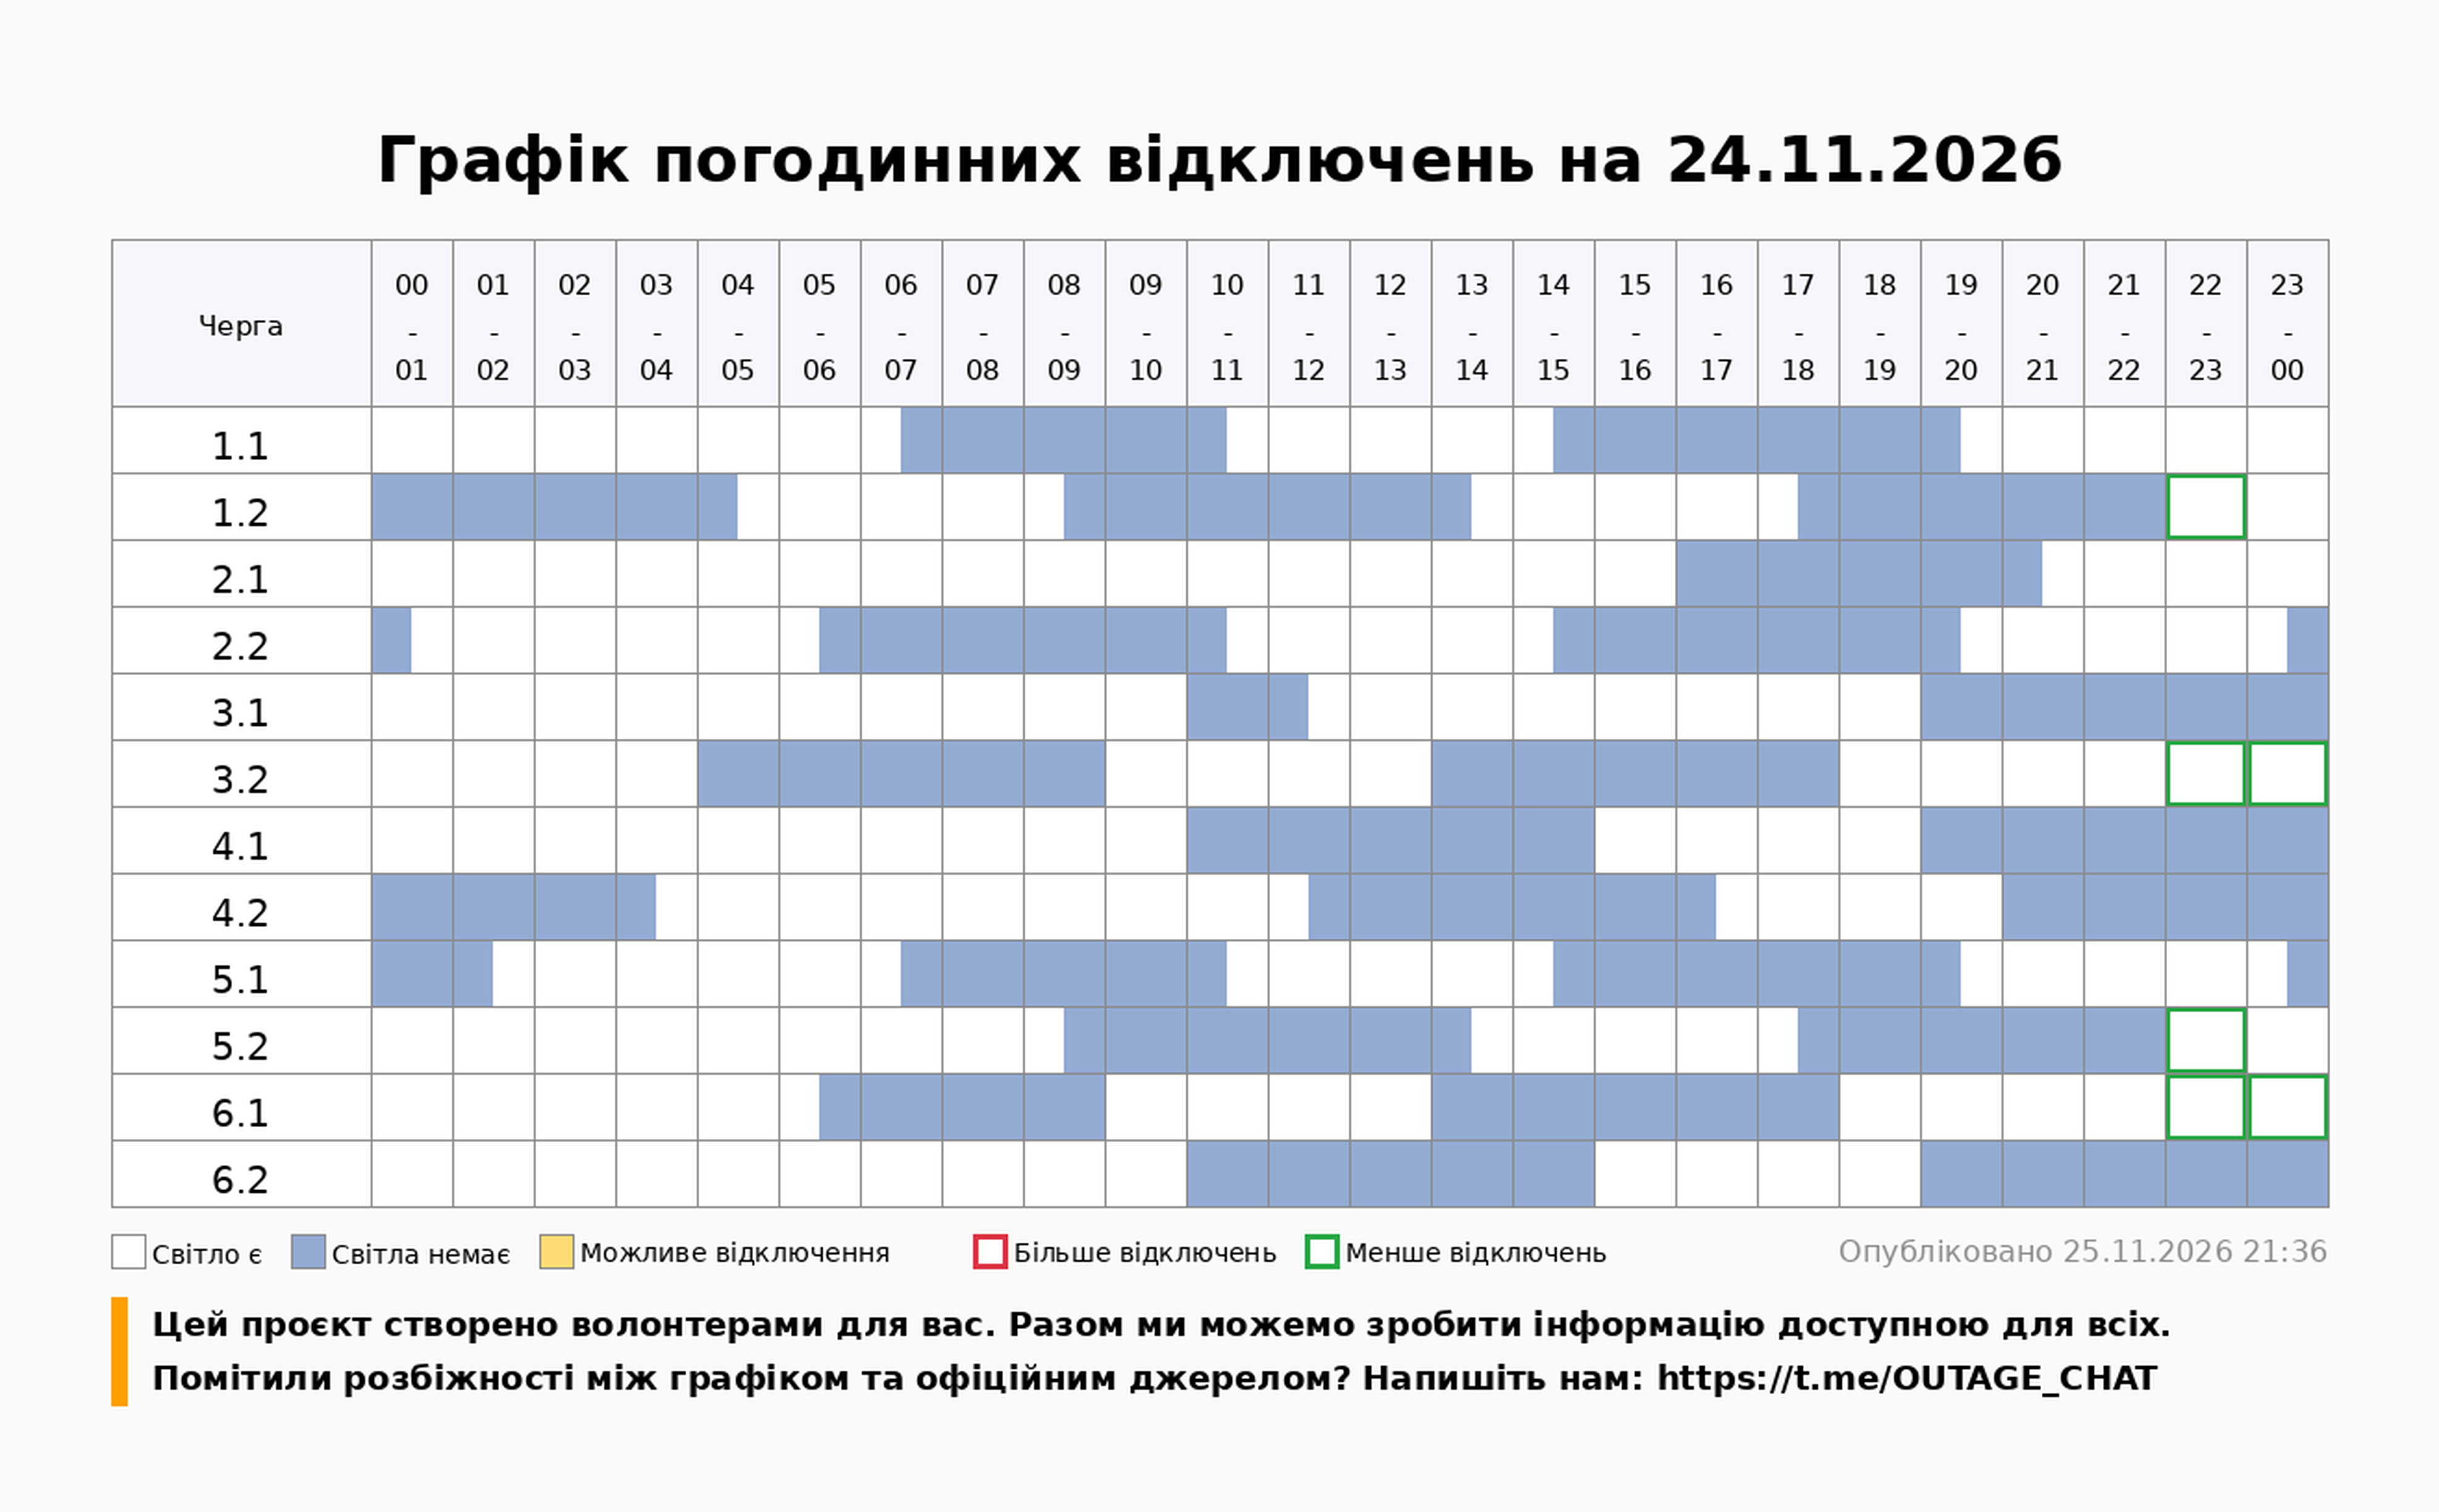 Графік погодинних відключень на 24.11.2026
Черга
00 - 01
01 - 02
02 - 03
03 - 04
04 - 05
05 - 06
06 - 07
07 - 08
08 - 09
09 - 10
10 - 11
11 - 12
12 - 13
13 - 14
14 - 15
15 - 16
16 - 17
17 - 18
18 - 19
19 - 20
20 - 21
21 - 22
22 - 23
23 - 00
1.1
1.2
2.1
2.2
3.1
3.2
4.1
4.2
5.1
5.2
6.1
6.2
Світло є Світла немає Можливе відключення Більше відключень Менше відключень Опубліковано 25.11.2026 21:36
Цей проєкт створено волонтерами для вас. Разом ми можемо зробити інформацію доступною для всіх.
Помітили розбіжності між графіком та офіційним джерелом? Напишіть нам: https://t.me/OUTAGE_CHAT